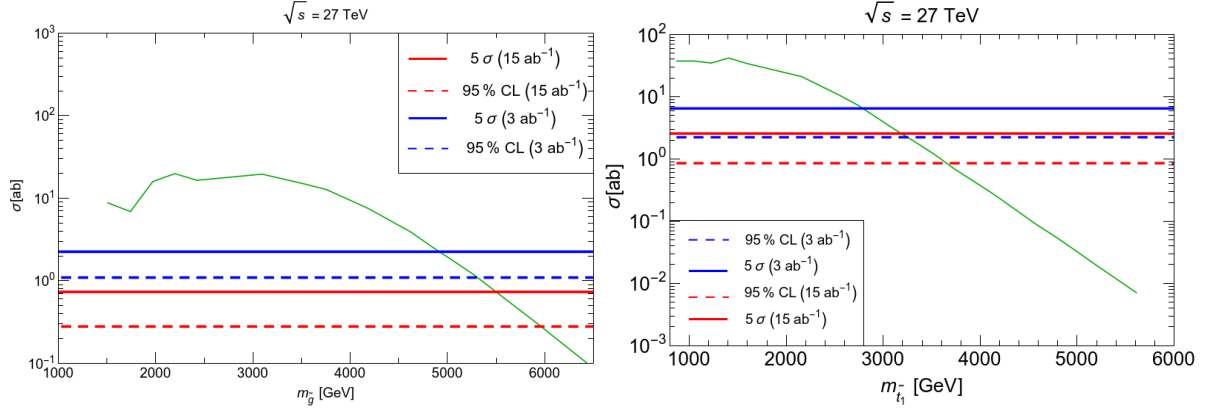 √s = 27 TeV
10³
10²
10¹
10⁰
10⁻¹
σ[ab]
1000 2000 3000 4000 5000 6000
m_g̃ [GeV]
5 σ (15 ab⁻¹)
95 % CL (15 ab⁻¹)
5 σ (3 ab⁻¹)
95 % CL (3 ab⁻¹)
√s = 27 TeV
10²
10¹
10⁰
10⁻¹
10⁻²
10⁻³
σ[ab]
1000 2000 3000 4000 5000 6000
m_t̃₁ [GeV]
95 % CL (3 ab⁻¹)
5 σ (3 ab⁻¹)
95 % CL (15 ab⁻¹)
5 σ (15 ab⁻¹)